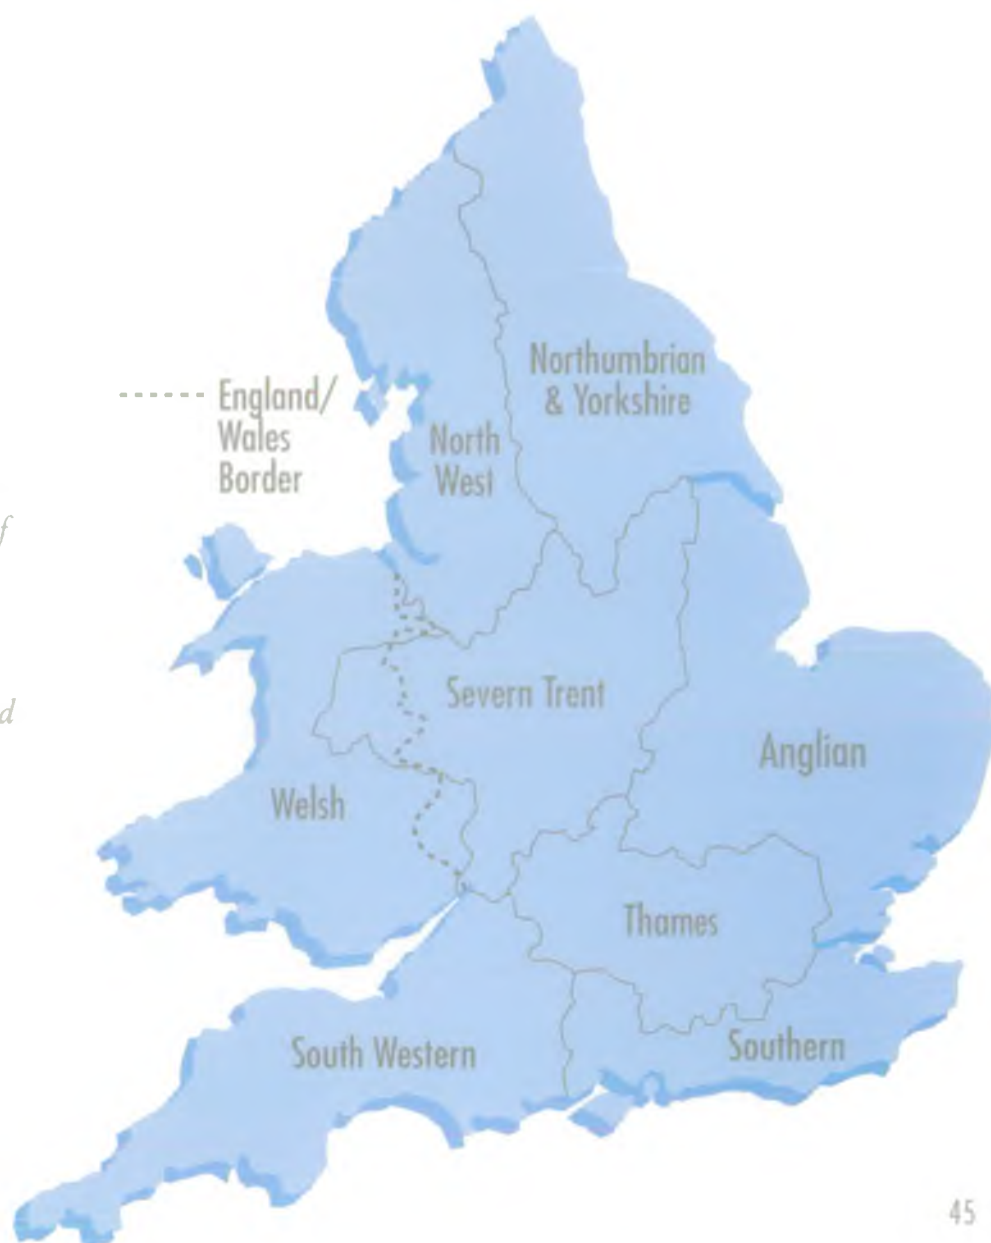 Northumbrian
& Yorkshire
England/
Wales
Border
North
West
f
Severn Trent
d
Anglian
Welsh
Thames
South Western
Southern
45